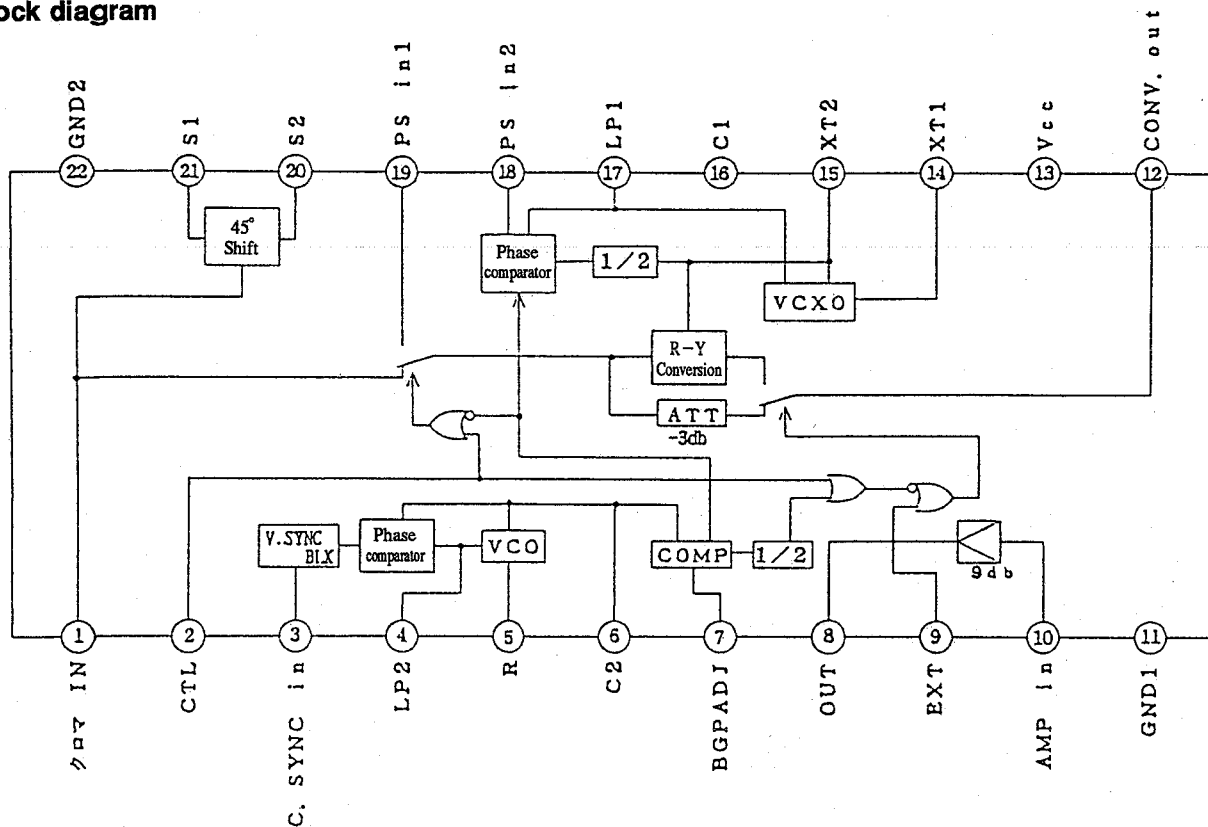 ock diagram
GND2
S1
S2
PS in1
PS in2
LP1
C1
XT2
XT1
Vcc
CONV. out
22
21
20
19
18
17
16
15
14
13
12
45°
Shift
Phase
comparator
1/2
VCXO
R-Y
Conversion
ATT
-3db
V.SYNC
BLX
Phase
comparator
VCO
COMP
1/2
9db
1
2
3
4
5
6
7
8
9
10
11
クロマ IN
CTL
C. SYNC in
LP2
R
C2
BGPADJ
OUT
EXT
AMP in
GND1